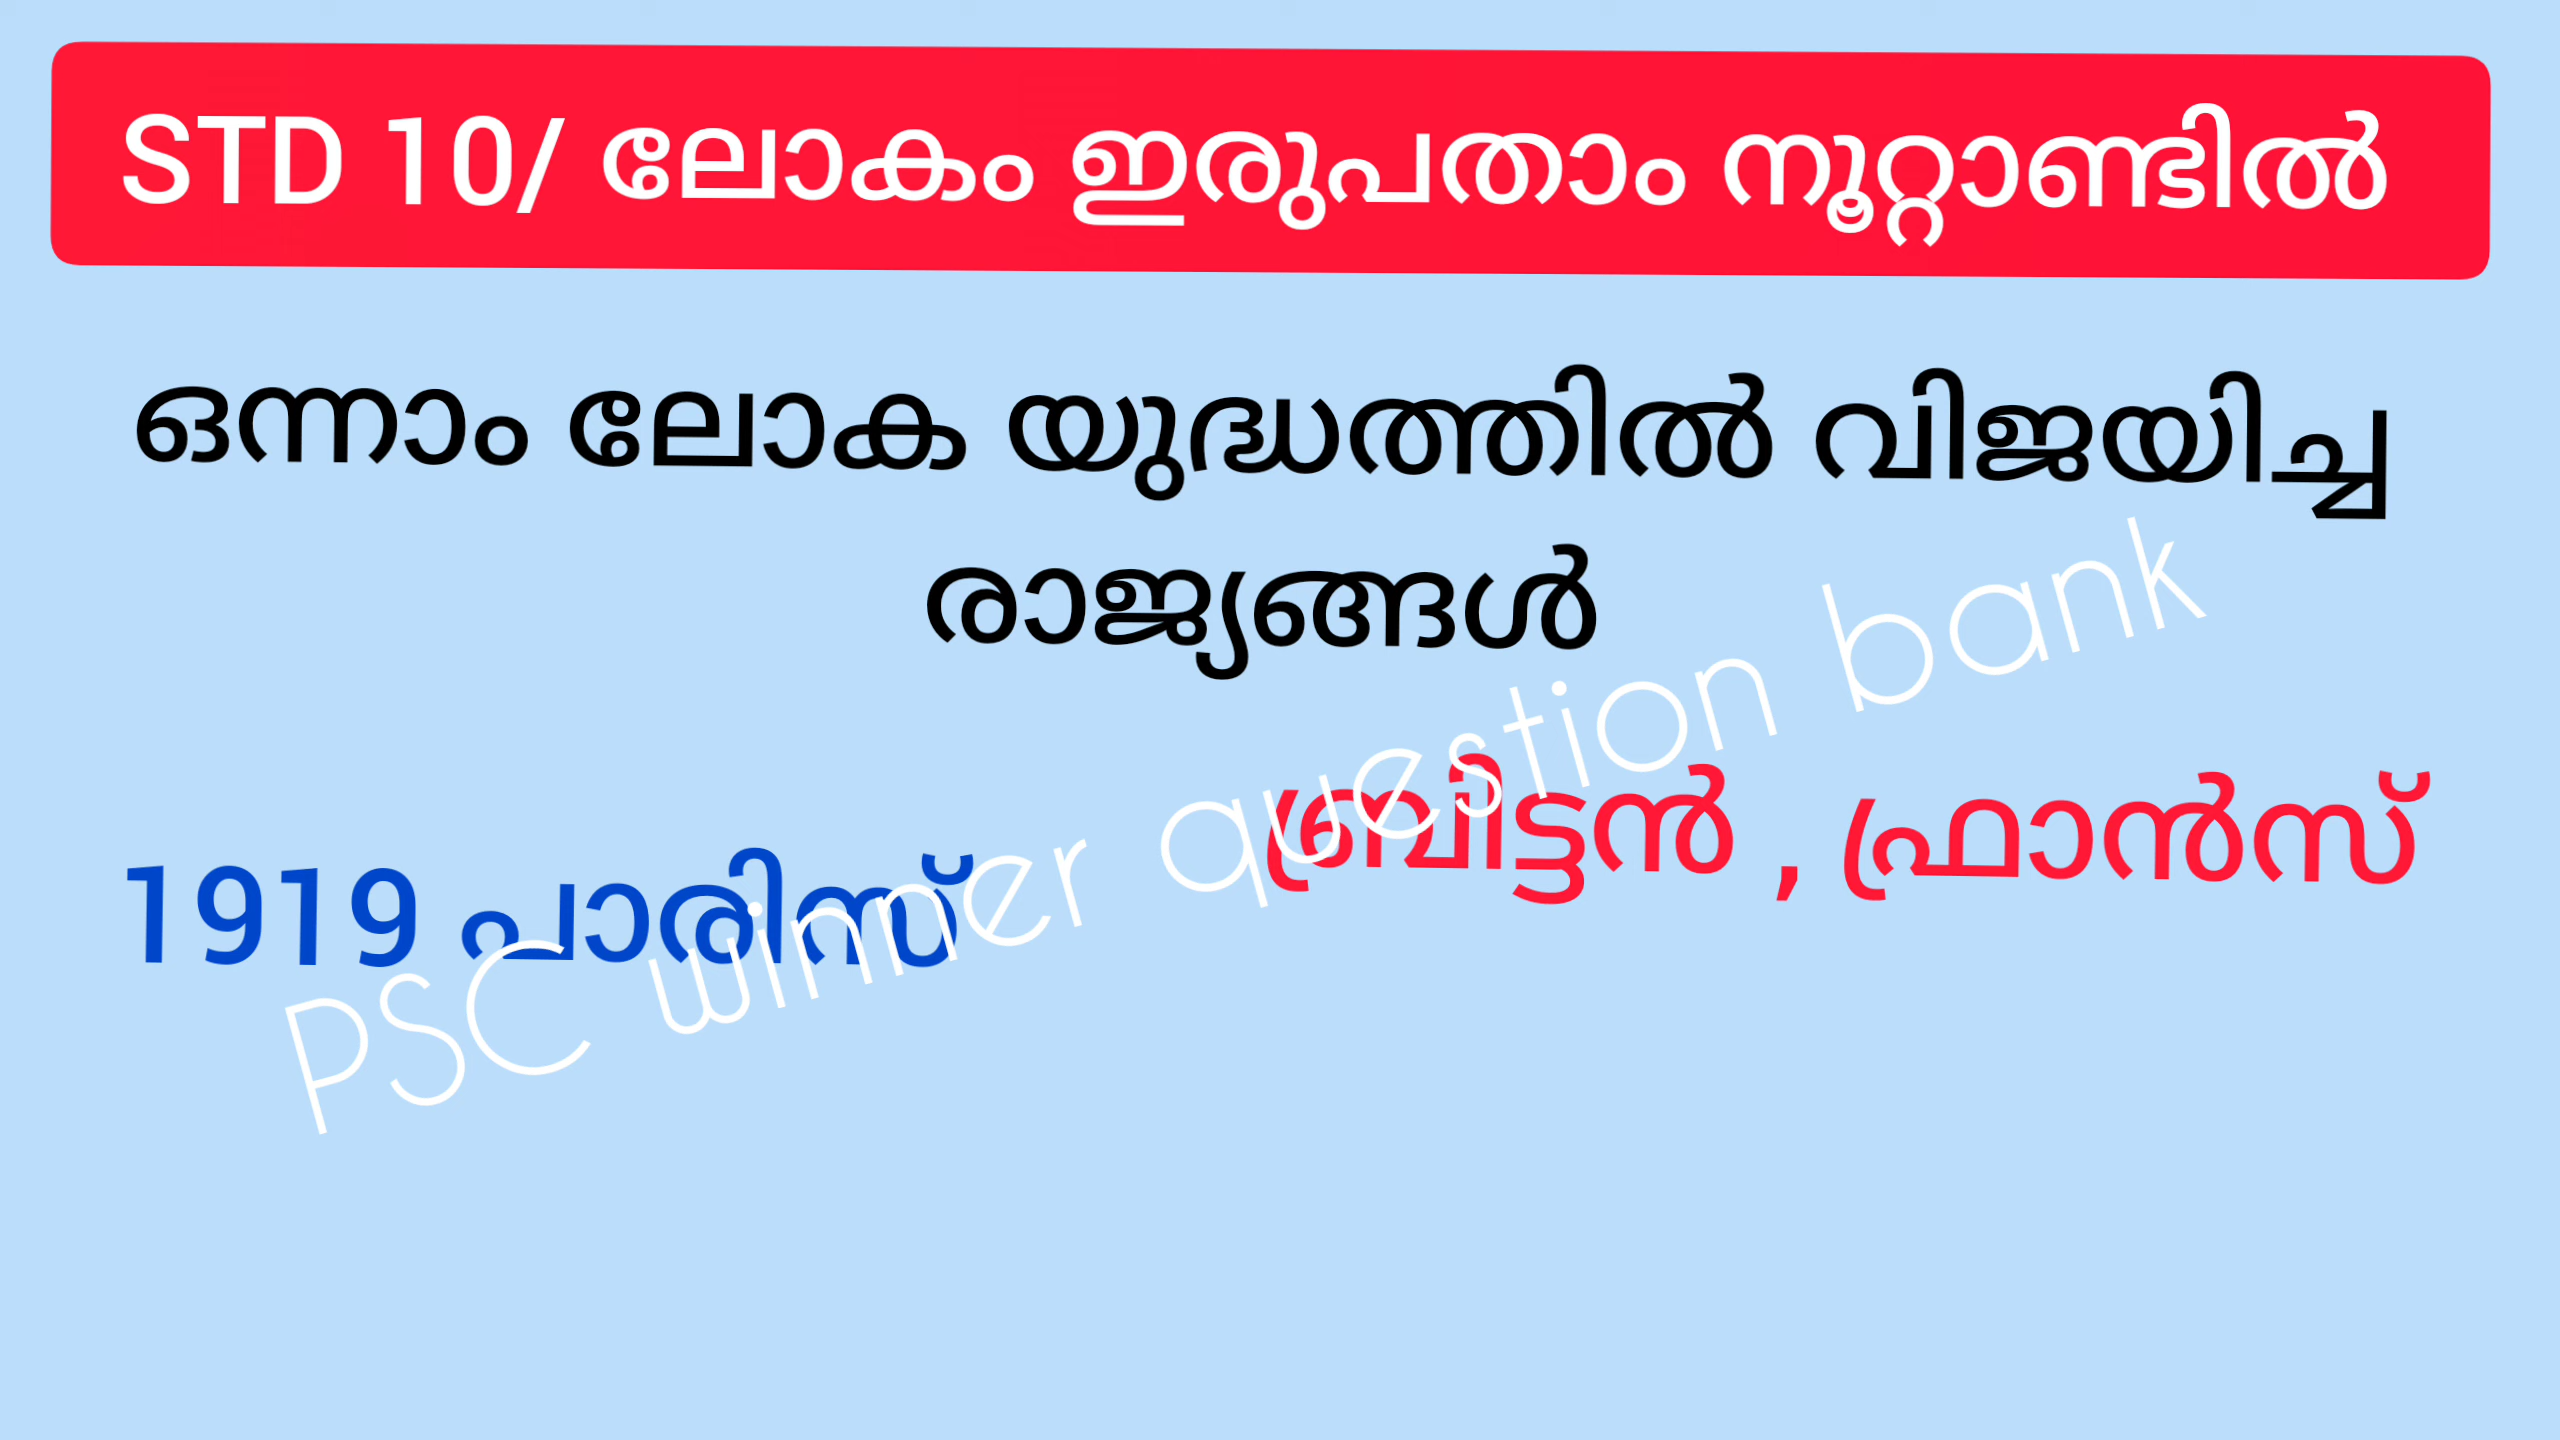 STD 10/ ലോകം ഇരുപതാം നൂറ്റാണ്ടിൽ
ഒന്നാം ലോക യുദ്ധത്തിൽ വിജയിച്ച
രാജ്യങ്ങൾ
ബ്രിട്ടൻ , ഫ്രാൻസ്
1919 പാരിസ്
PSC winner question bank